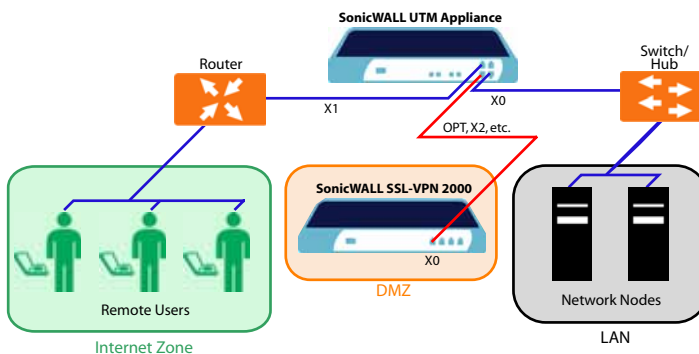 SonicWALL UTM Appliance
Router
Switch/
Hub
X1
X0
OPT, X2, etc.
SonicWALL SSL-VPN 2000
X0
DMZ
Remote Users
Internet Zone
Network Nodes
LAN